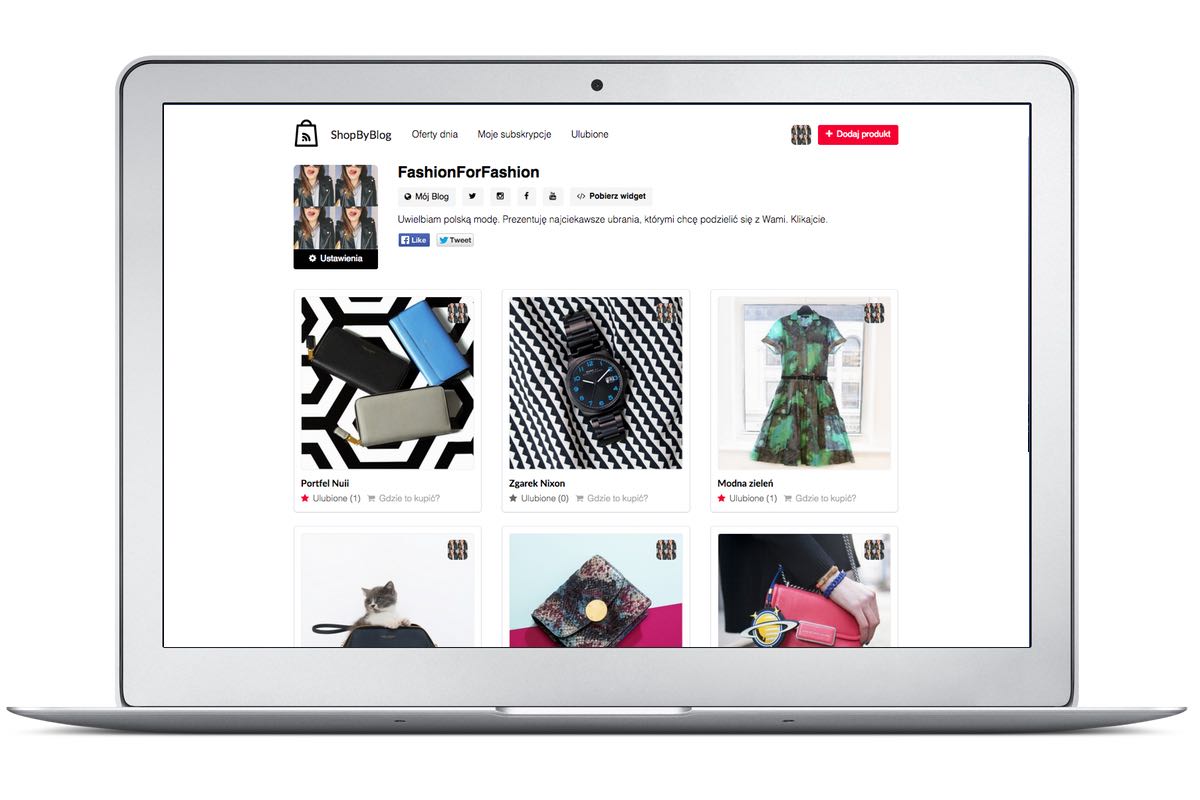 ShopByBlog Oferty dnia Moje subskrypcje Ulubione + Dodaj produkt
FashionForFashion
Mój Blog </> Pobierz widget
Uwielbiam polską modę. Prezentuję najciekawsze ubrania, którymi chcę podzielić się z Wami. Klikajcie.
Like Tweet
Ustawienia
Portfel Nuii
Ulubione (1) Gdzie to kupić?
Zgarek Nixon
Ulubione (0) Gdzie to kupić?
Modna zieleń
Ulubione (1) Gdzie to kupić?